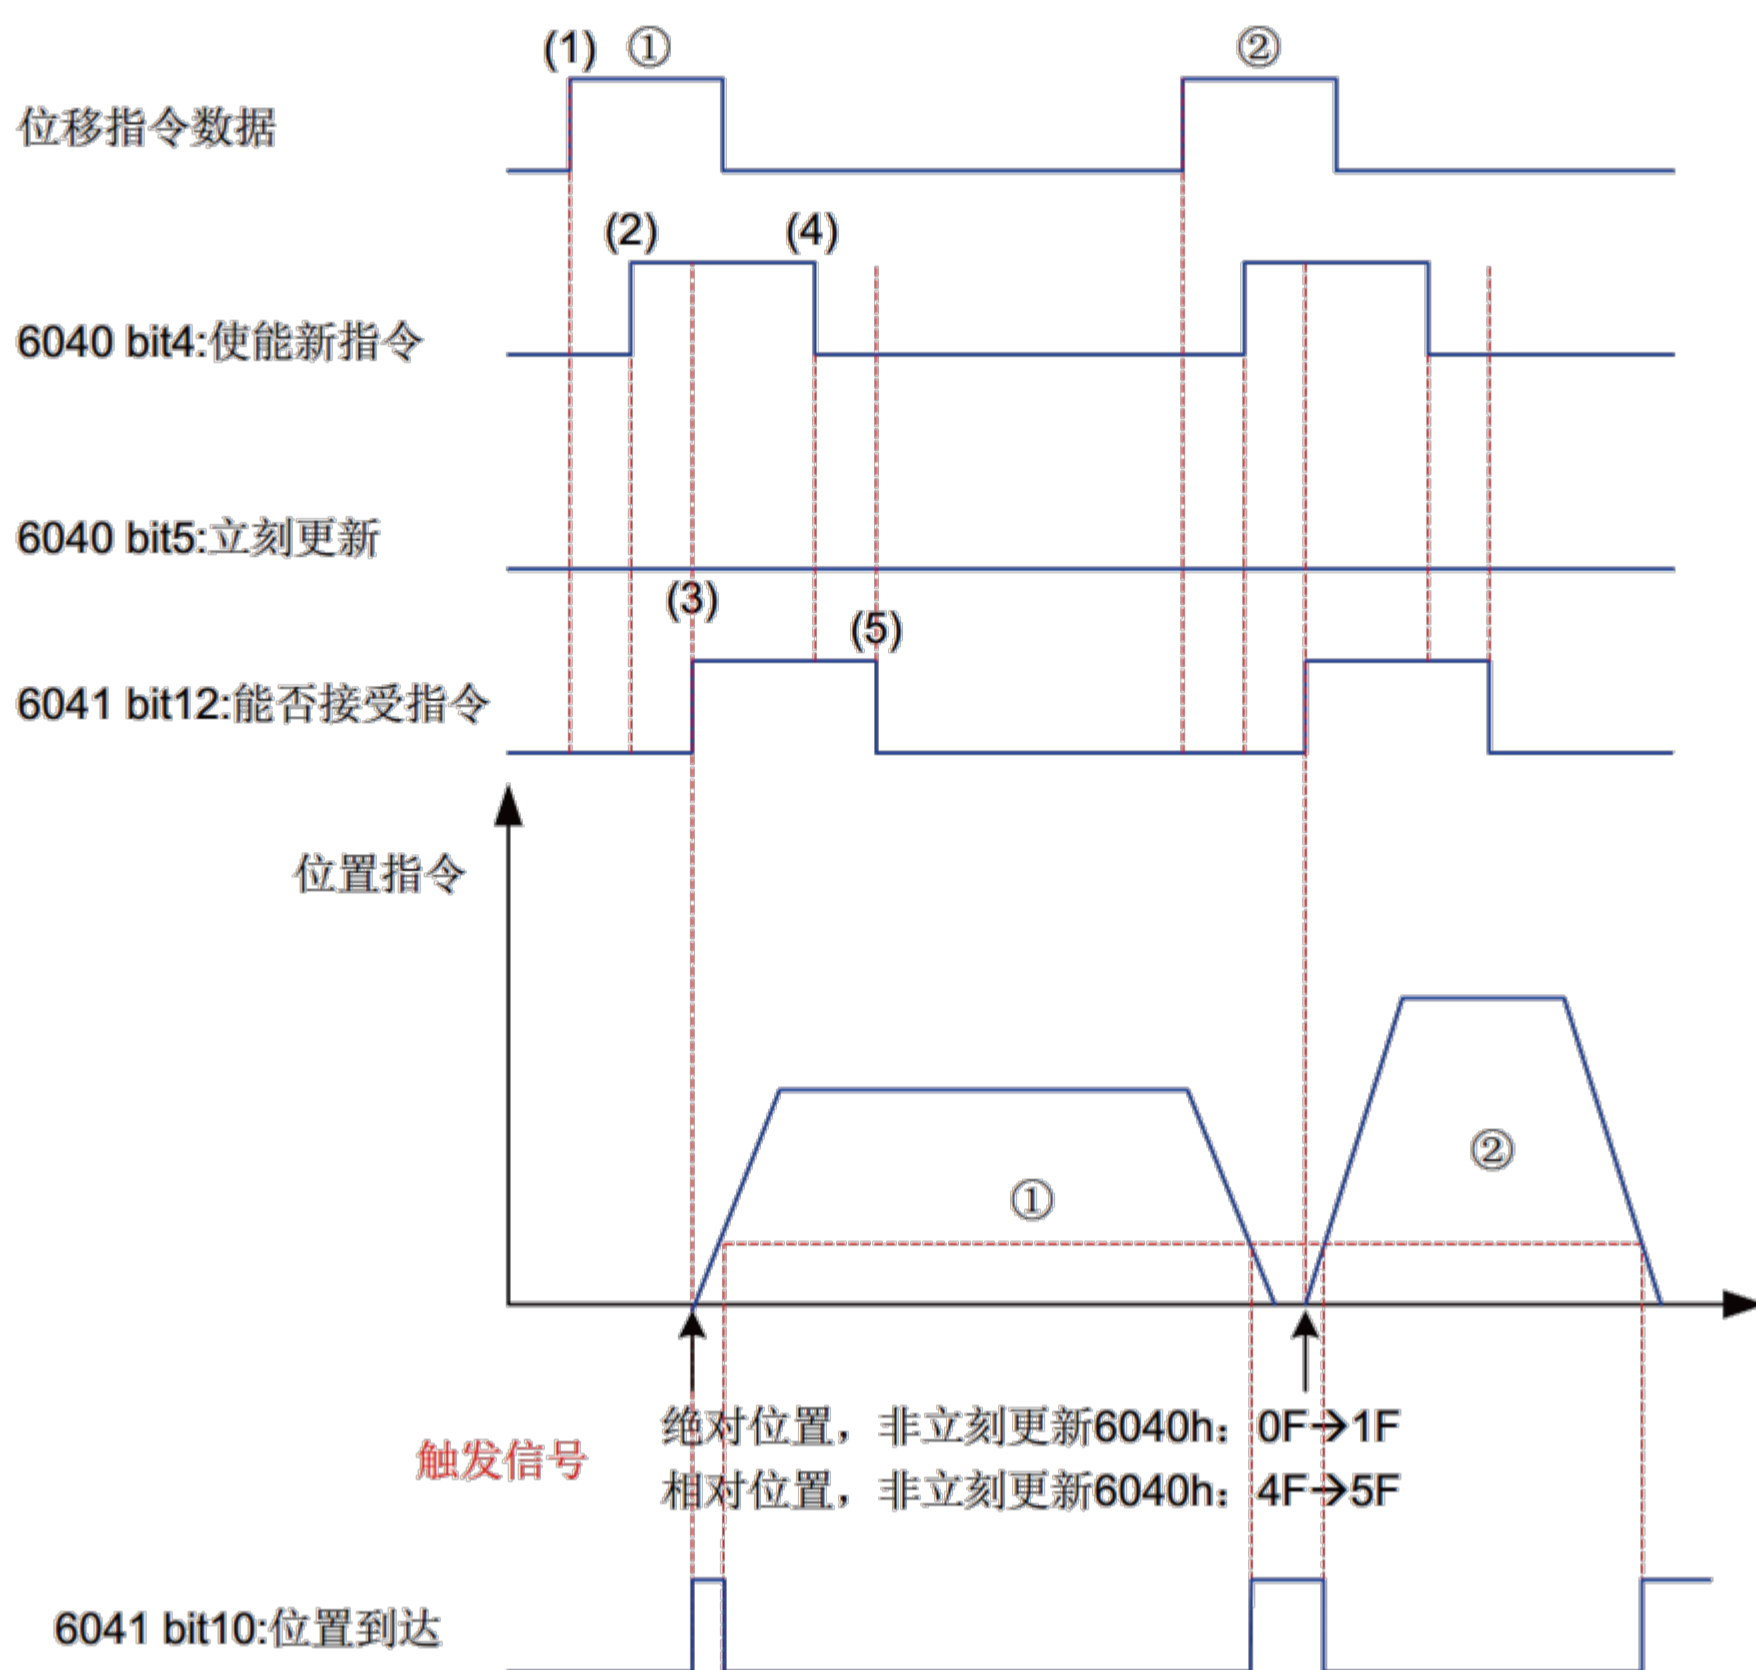 (1) ① ②
位移指令数据
(2) (4)
6040 bit4:使能新指令
6040 bit5:立刻更新
(3) (5)
6041 bit12:能否接受指令
位置指令
① ②
触发信号
绝对位置，非立刻更新6040h：0F→1F
相对位置，非立刻更新6040h：4F→5F
6041 bit10:位置到达